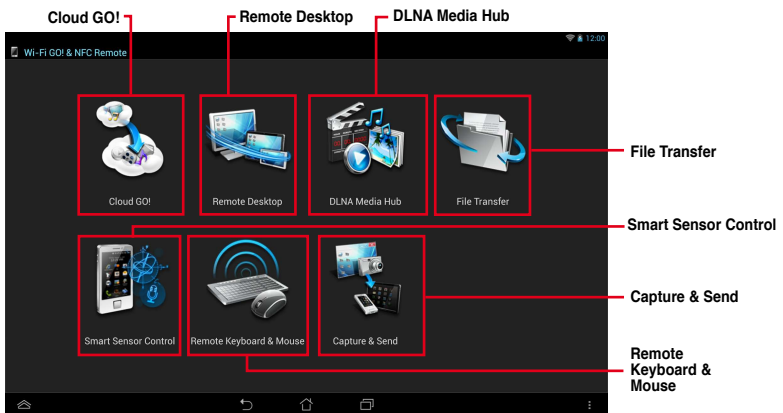 Cloud GO!
Remote Desktop
DLNA Media Hub
12:00
Wi-Fi GO! & NFC Remote
Cloud GO!
Remote Desktop
DLNA Media Hub
File Transfer
File Transfer
Smart Sensor Control
Smart Sensor Control
Remote Keyboard & Mouse
Capture & Send
Capture & Send
Remote
Keyboard &
Mouse